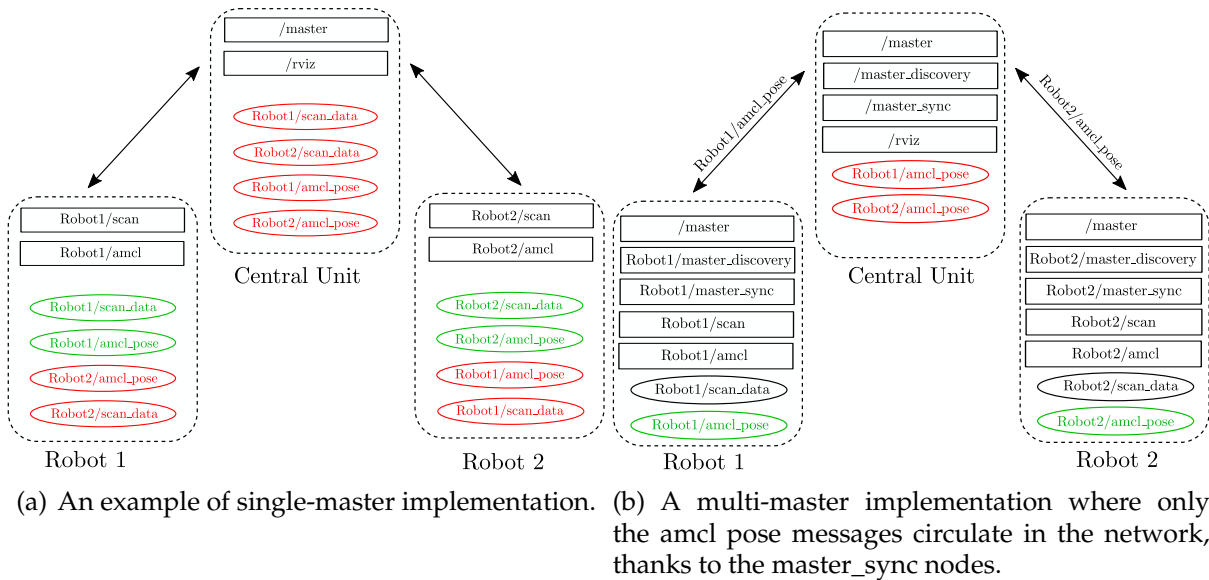 /master
/rviz
Robot1/scan_data
Robot2/scan_data
Robot1/amcl_pose
Robot2/amcl_pose
Central Unit
Robot1/scan
Robot1/amcl
Robot1/scan_data
Robot1/amcl_pose
Robot2/amcl_pose
Robot2/scan_data
Robot 1
Robot2/scan
Robot2/amcl
Robot2/scan_data
Robot2/amcl_pose
Robot1/amcl_pose
Robot1/scan_data
Robot 2
(a) An example of single-master implementation.
/master
/master_discovery
/master_sync
/rviz
Robot1/amcl_pose
Robot2/amcl_pose
Central Unit
Robot1/amcl_pose
Robot2/amcl_pose
/master
Robot1/master_discovery
Robot1/master_sync
Robot1/scan
Robot1/amcl
Robot1/scan_data
Robot1/amcl_pose
Robot 1
/master
Robot2/master_discovery
Robot2/master_sync
Robot2/scan
Robot2/amcl
Robot2/scan_data
Robot2/amcl_pose
Robot 2
(b) A multi-master implementation where only
the amcl pose messages circulate in the network,
thanks to the master_sync nodes.